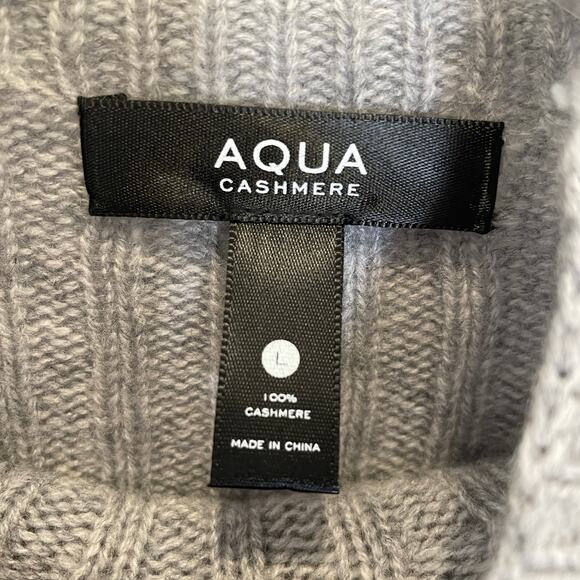 AQUA
CASHMERE
L
100%
CASHMERE
MADE IN CHINA